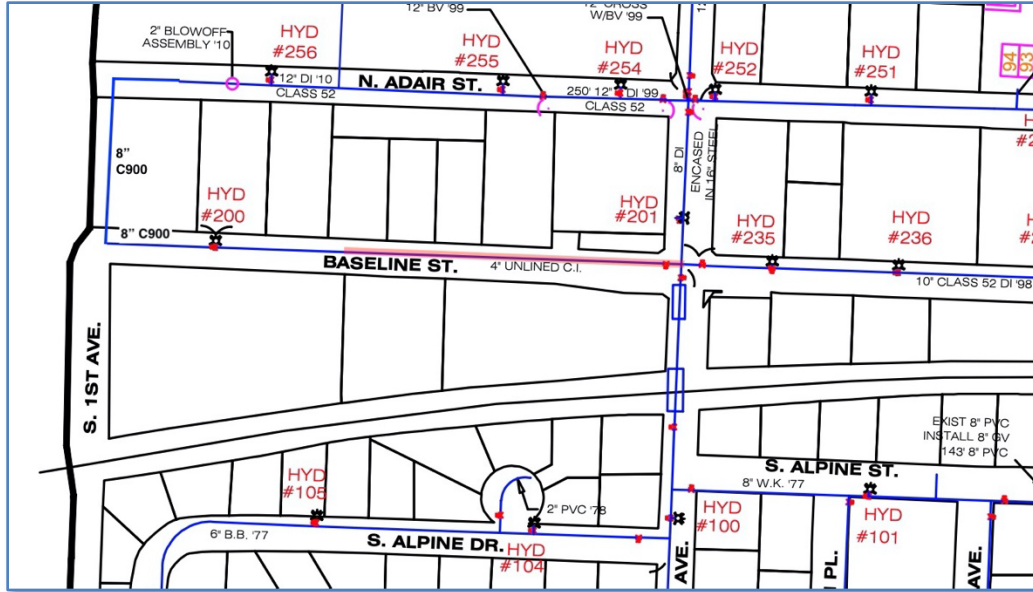 12" BV '99
W/BV '99
2" BLOWOFF
ASSEMBLY '10
HYD
#256
HYD
#255
HYD
#254
HYD
#252
HYD
#251
94
93
12" DI '10
CLASS 52
N. ADAIR ST.
250' 12" DI '99
CLASS 52
8"
C900
8" DI
ENCASED
IN 16" STEEL
HYD
#200
HYD
#201
HYD
#235
HYD
#236
8" C900
BASELINE ST.
4" UNLINED C.I.
10" CLASS 52 DI '98
S. 1ST AVE.
EXIST 8" PVC
INSTALL 8" GV
143' 8" PVC
S. ALPINE ST.
8" W.K. '77
HYD
#105
2" PVC '78
HYD
#100
HYD
#101
6" B.B. '77
S. ALPINE DR.
HYD
#104
AVE.
PL.
AVE.